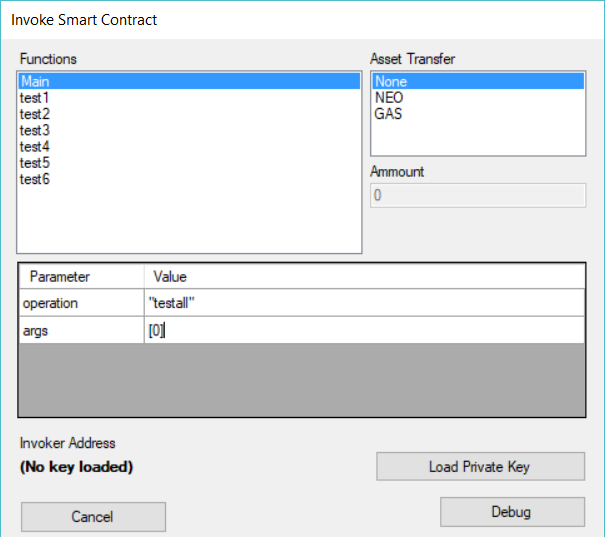 Invoke Smart Contract
Functions
Main
test1
test2
test3
test4
test5
test6
Asset Transfer
None
NEO
GAS
Ammount
0
Parameter Value
operation "testall"
args [0]
Invoker Address
(No key loaded)
Load Private Key
Cancel
Debug